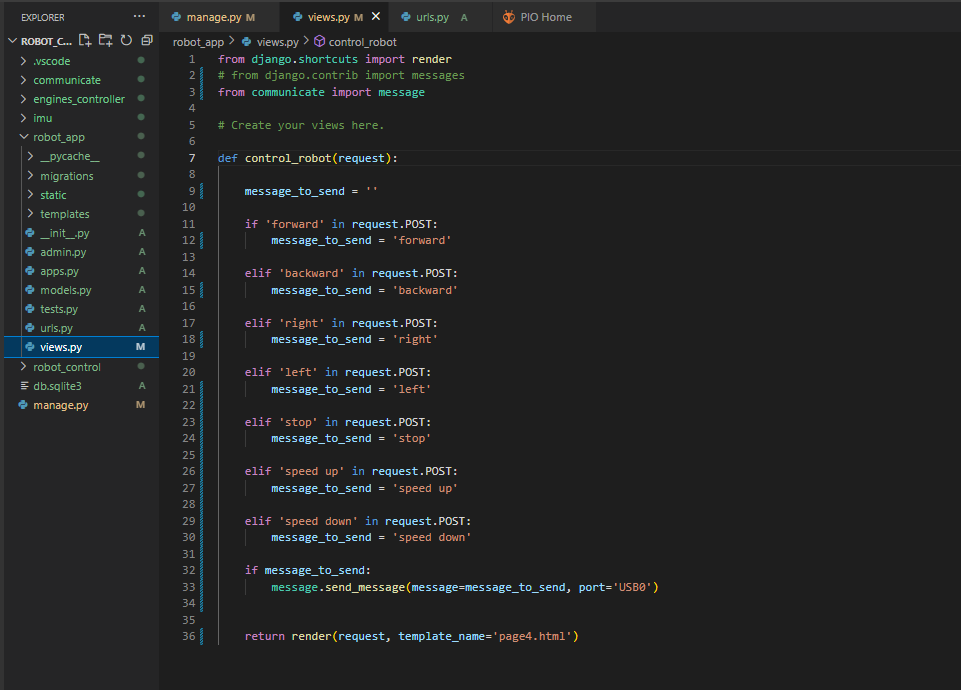 EXPLORER ...
manage.py M
views.py M
urls.py A
PIO Home
ROBOT_C...
.vscode
communicate
engines_controller
imu
robot_app
__pycache__
migrations
static
templates
__init__.py A
admin.py A
apps.py A
models.py A
tests.py A
urls.py A
views.py M
robot_control
db.sqlite3 A
manage.py M
robot_app > views.py > control_robot
1 from django.shortcuts import render
2 # from django.contrib import messages
3 from communicate import message
4
5 # Create your views here.
6
7 def control_robot(request):
8
9     message_to_send = ''
10
11     if 'forward' in request.POST:
12         message_to_send = 'forward'
13
14     elif 'backward' in request.POST:
15         message_to_send = 'backward'
16
17     elif 'right' in request.POST:
18         message_to_send = 'right'
19
20     elif 'left' in request.POST:
21         message_to_send = 'left'
22
23     elif 'stop' in request.POST:
24         message_to_send = 'stop'
25
26     elif 'speed up' in request.POST:
27         message_to_send = 'speed up'
28
29     elif 'speed down' in request.POST:
30         message_to_send = 'speed down'
31
32     if message_to_send:
33         message.send_message(message=message_to_send, port='USB0')
34
35
36     return render(request, template_name='page4.html')